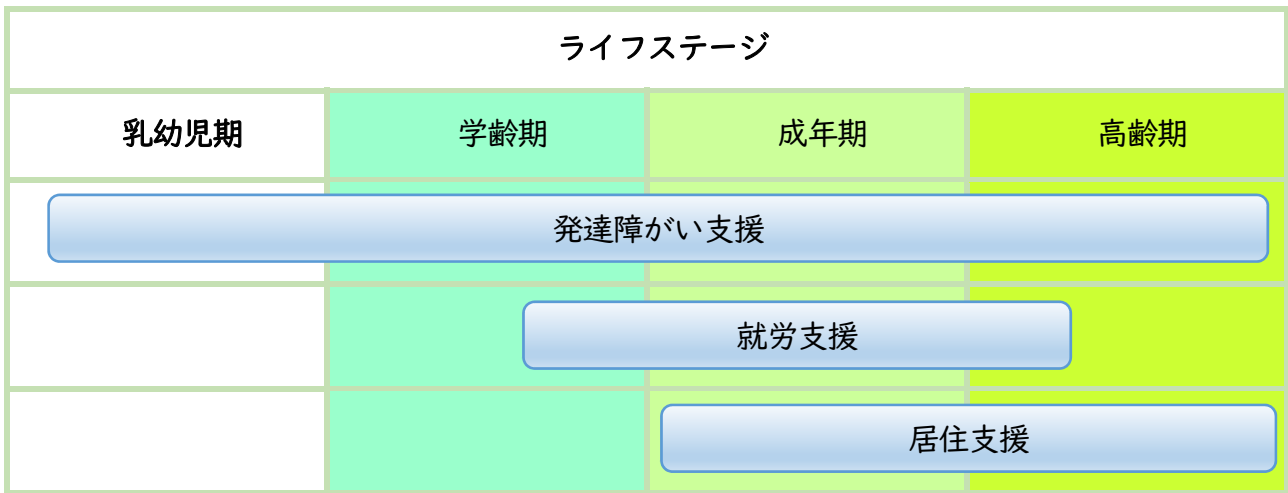 ライフステージ
乳幼児期 学齢期 成年期 高齢期
発達障がい支援
就労支援
居住支援